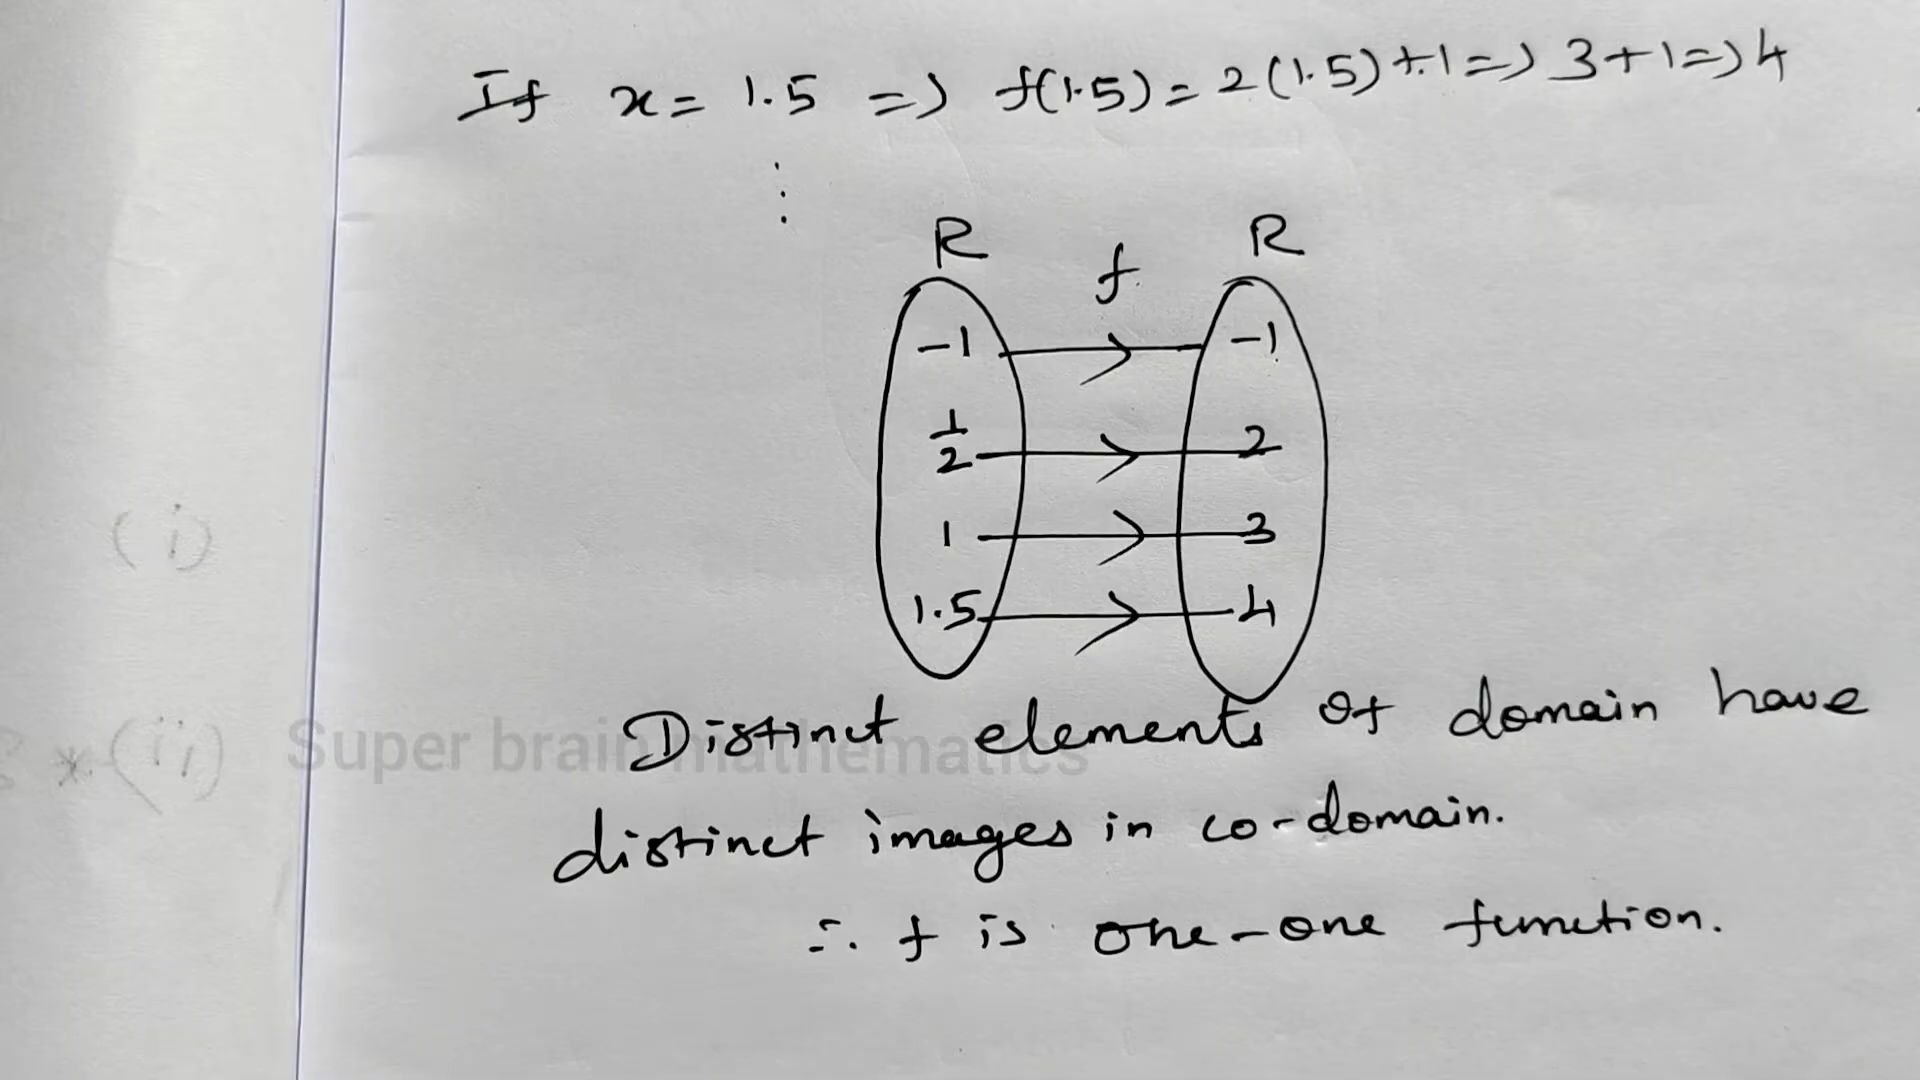 If x = 1.5 => f(1.5) = 2(1.5)+1 => 3+1 => 4
⋮
R f R
-1 -1
1/2 2
1 3
1.5 4
(i)
*(ii)
Super brain mathematics
Distinct elements of domain have
distinct images in co-domain.
∴ f is one-one function.